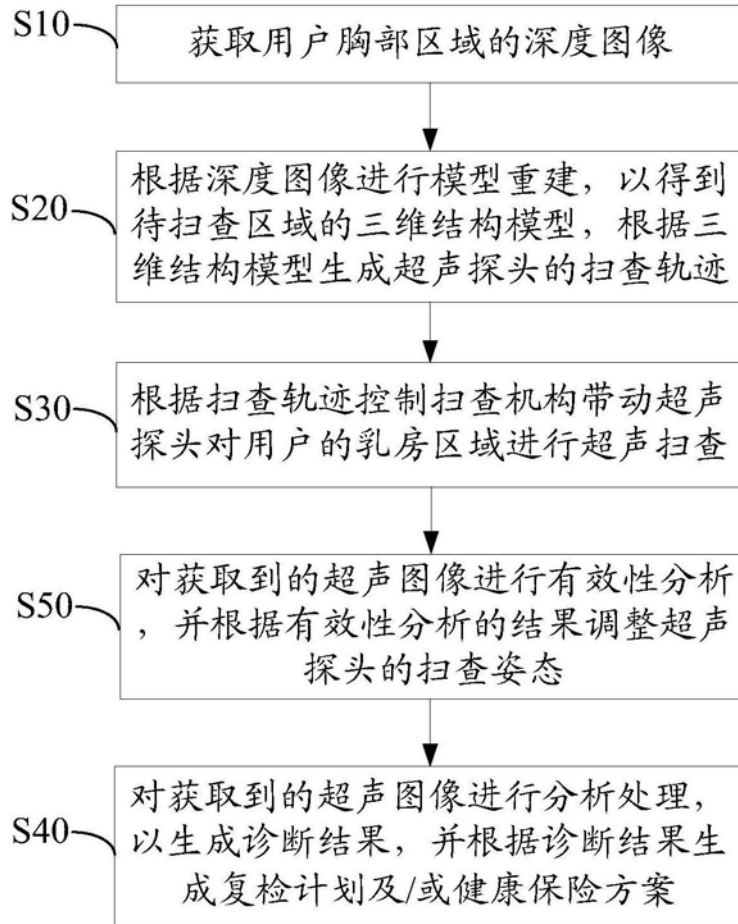 S10
获取用户胸部区域的深度图像
S20
根据深度图像进行模型重建，以得到
待扫查区域的三维结构模型，根据三
维结构模型生成超声探头的扫查轨迹
S30
根据扫查轨迹控制扫查机构带动超声
探头对用户的乳房区域进行超声扫查
S50
对获取到的超声图像进行有效性分析
，并根据有效性分析的结果调整超声
探头的扫查姿态
S40
对获取到的超声图像进行分析处理，
以生成诊断结果，并根据诊断结果生
成复检计划及/或健康保险方案